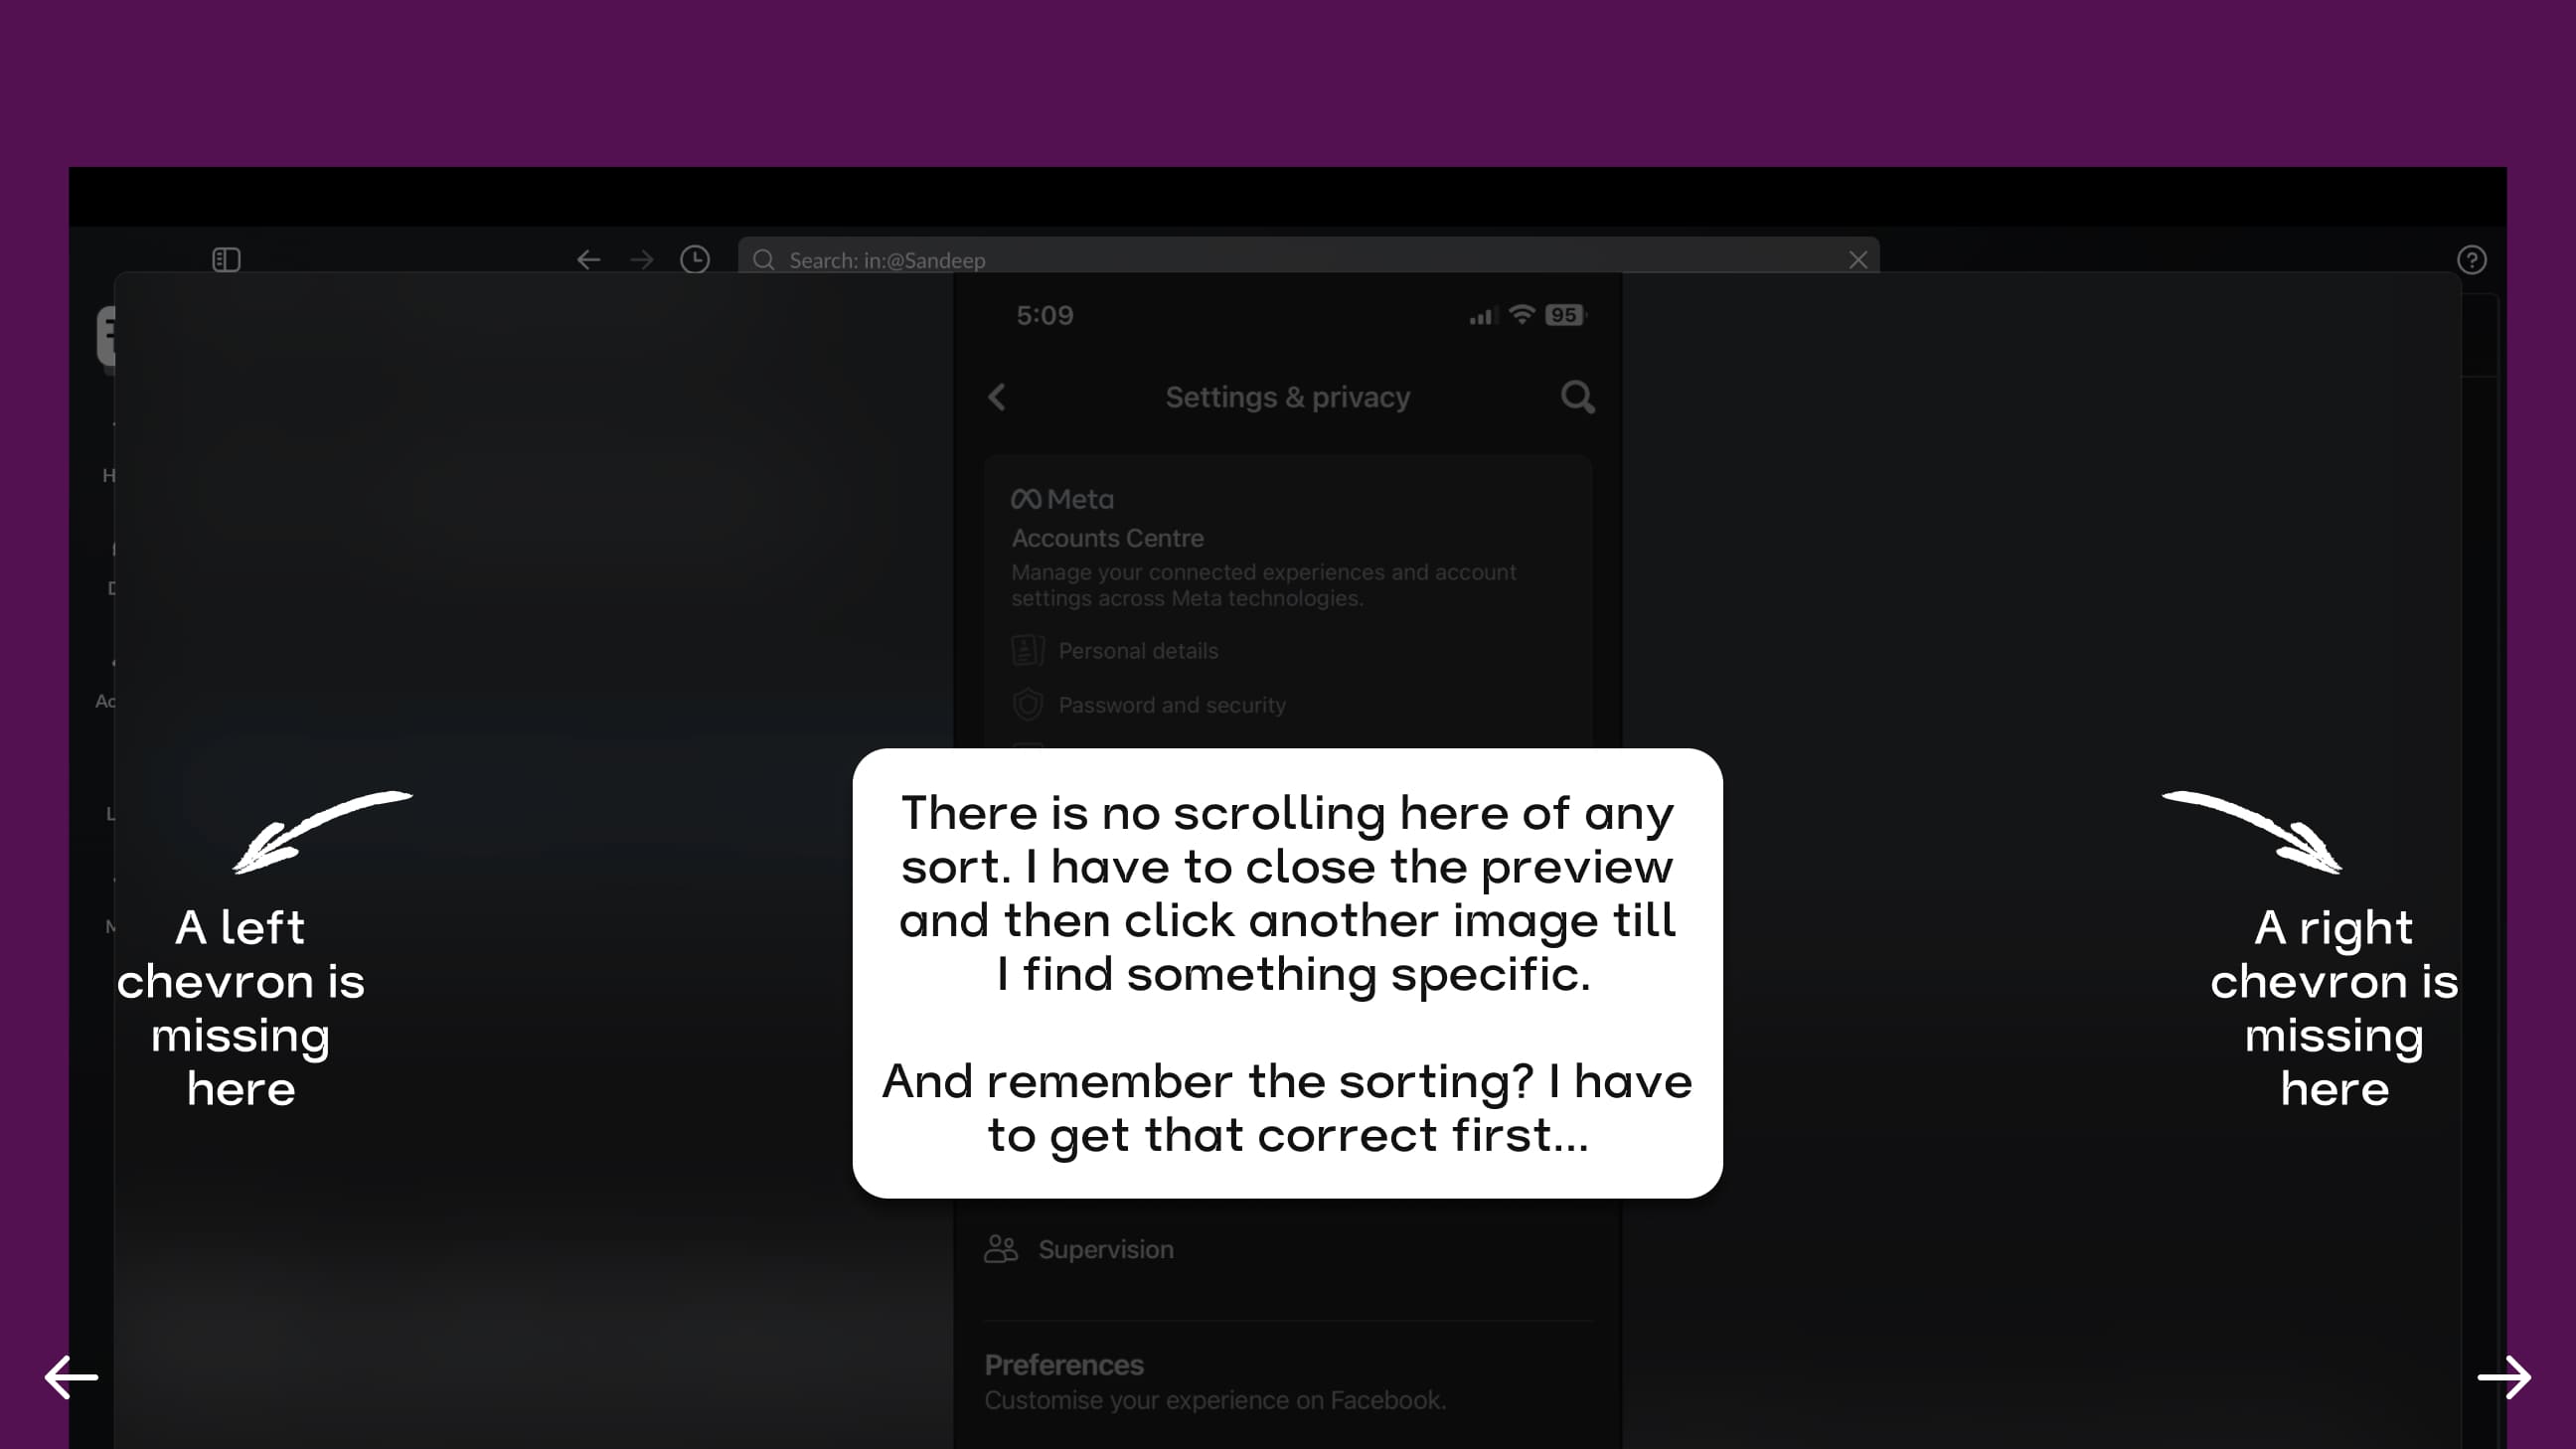 Search: in:@Sandeep
5:09
95
Settings & privacy
Meta
Accounts Centre
Manage your connected experiences and account
settings across Meta technologies.
Personal details
Password and security
A left
chevron is
missing
here
There is no scrolling here of any
sort. I have to close the preview
and then click another image till
I find something specific.
And remember the sorting? I have
to get that correct first...
A right
chevron is
missing
here
Supervision
Preferences
Customise your experience on Facebook.